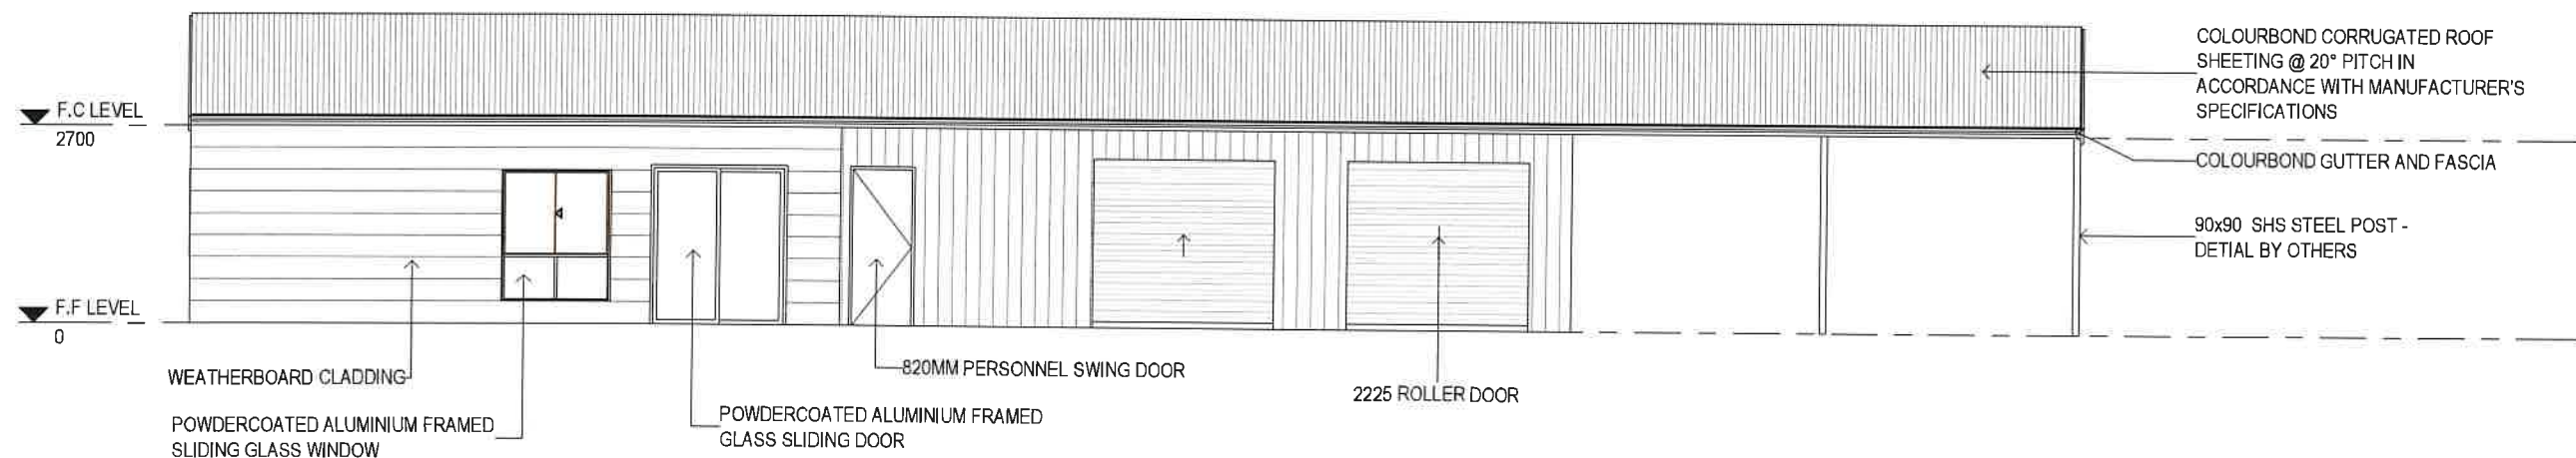 F.C LEVEL
2700
F.F LEVEL
0
WEATHERBOARD CLADDING
POWDERCOATED ALUMINIUM FRAMED
SLIDING GLASS WINDOW
POWDERCOATED ALUMINIUM FRAMED
GLASS SLIDING DOOR
820MM PERSONNEL SWING DOOR
2225 ROLLER DOOR
COLOURBOND CORRUGATED ROOF
SHEETING @ 20° PITCH IN
ACCORDANCE WITH MANUFACTURER'S
SPECIFICATIONS
COLOURBOND GUTTER AND FASCIA
90x90 SHS STEEL POST -
DETIAL BY OTHERS